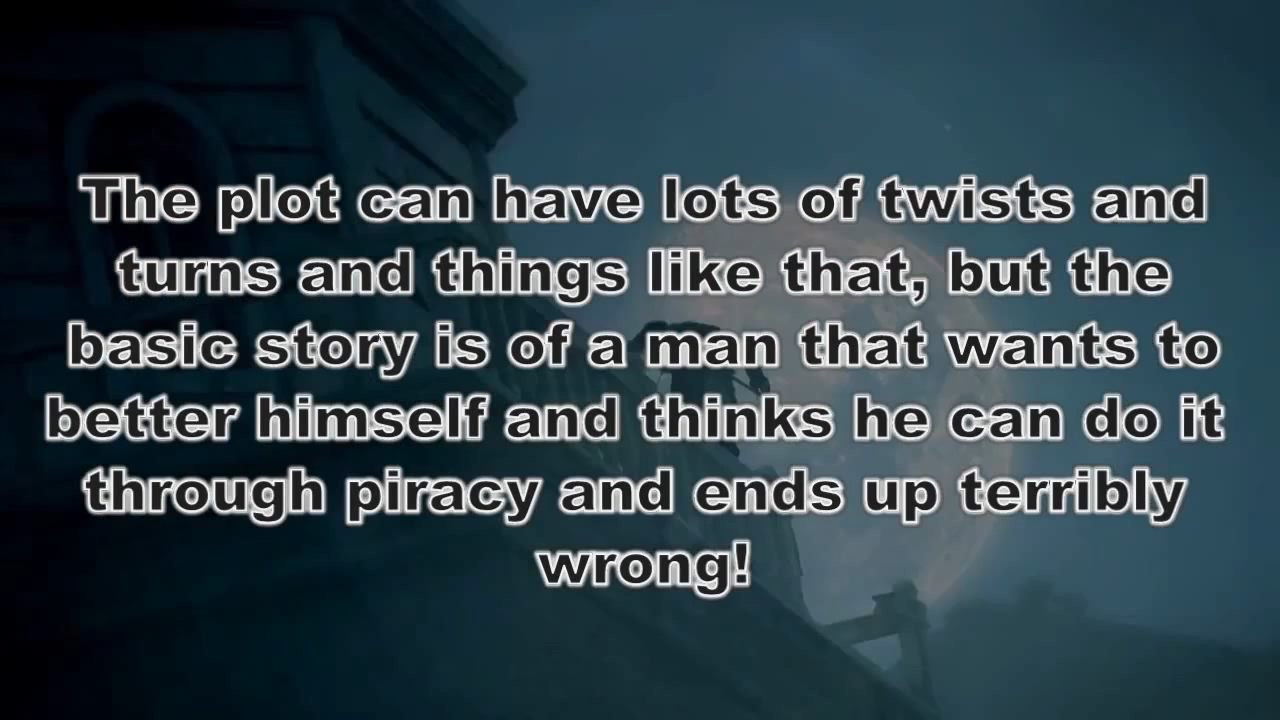 The plot can have lots of twists and
turns and things like that, but the
basic story is of a man that wants to
better himself and thinks he can do it
through piracy and ends up terribly
wrong!